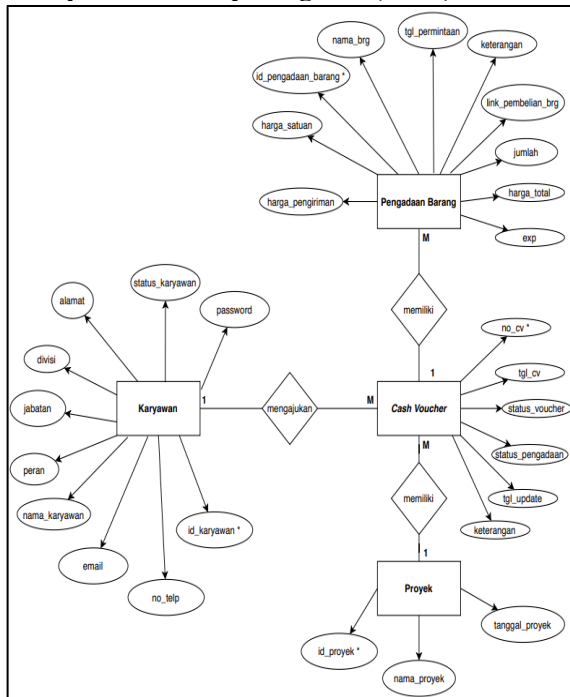 nama_brg
tgl_permintaan
keterangan
id_pengadaan_barang *
link_pembelian_brg
harga_satuan
jumlah
harga_pengiriman
Pengadaan Barang
harga_total
exp
M
memiliki
1
status_karyawan
alamat
password
divisi
jabatan
Karyawan
1
mengajukan
M
Cash Voucher
no_cv *
tgl_cv
status_voucher
status_pengadaan
tgl_update
keterangan
peran
nama_karyawan
id_karyawan *
email
no_telp
M
memiliki
1
Proyek
id_proyek *
nama_proyek
tanggal_proyek